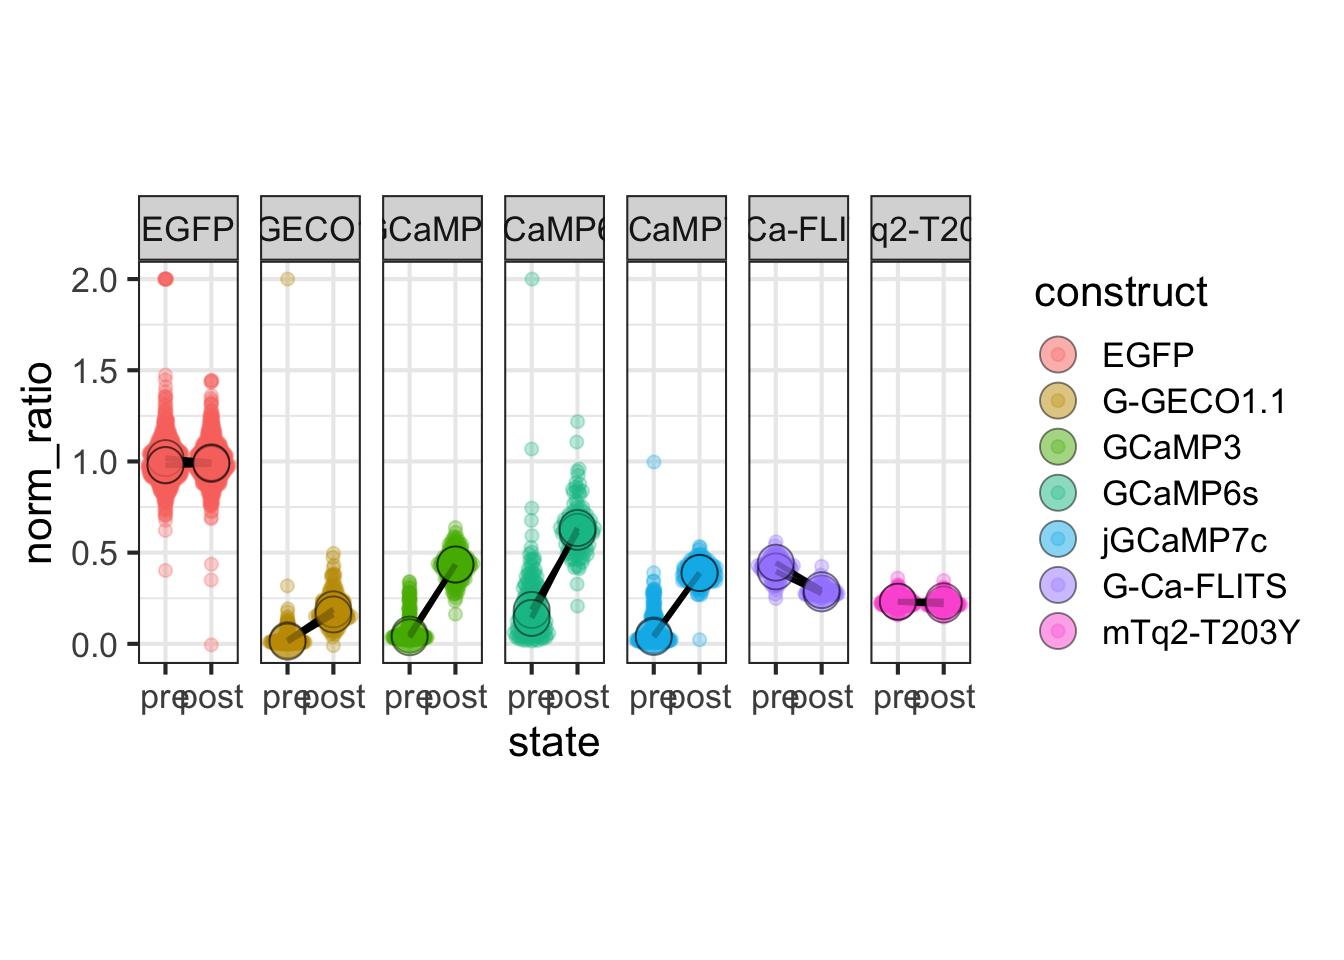 EGFP GECO1 GCaMP CaMP6 CaMP7 Ca-FLI q2-T20
2.0
1.5
1.0
0.5
0.0
norm_ratio
pre post pre post pre post pre post pre post pre post pre post
state
construct
EGFP
G-GECO1.1
GCaMP3
GCaMP6s
jGCaMP7c
G-Ca-FLITS
mTq2-T203Y